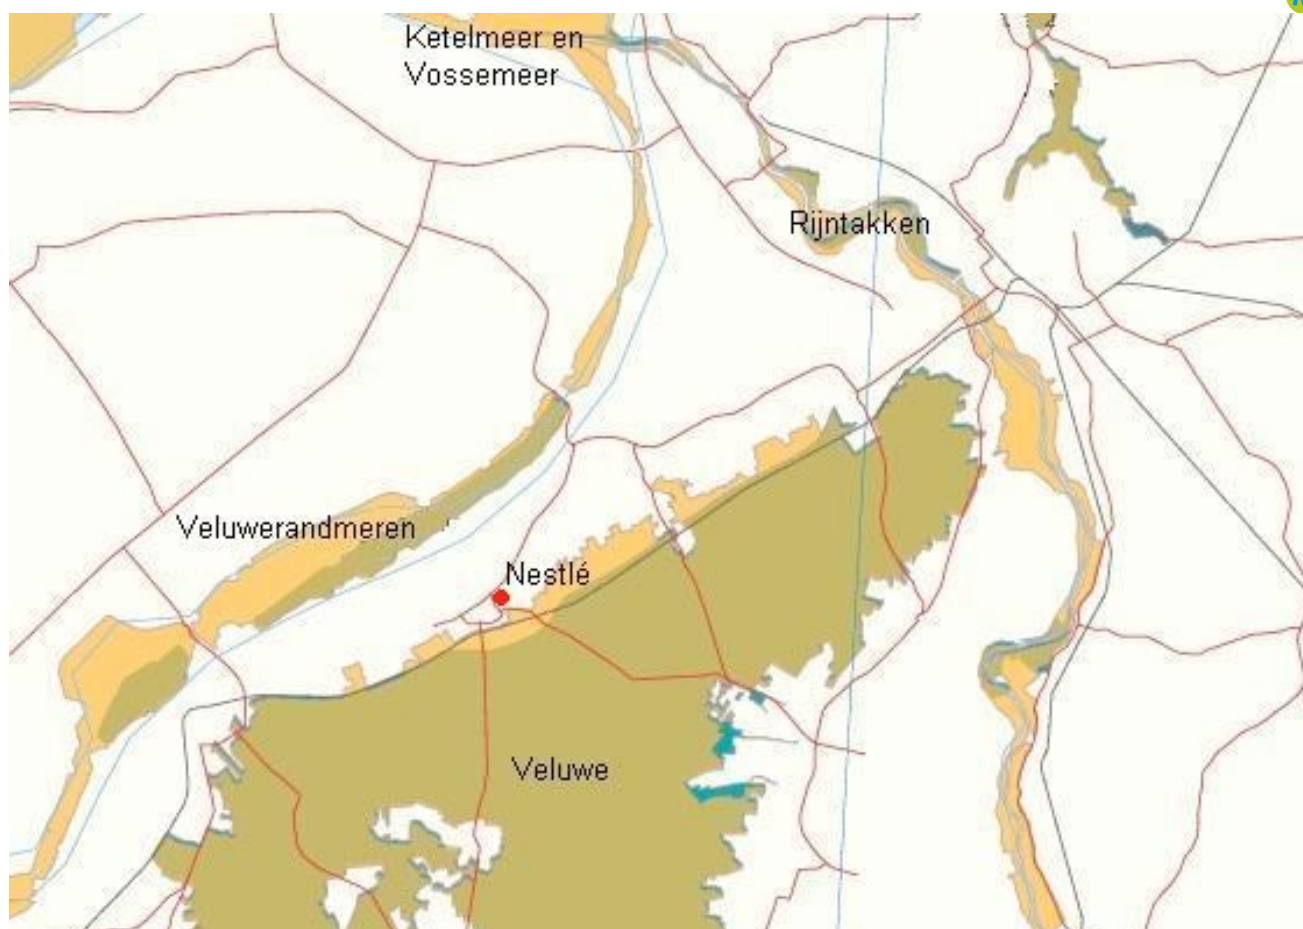 Ketelmeer en
Vossemeer
Rijntakken
Veluwerandmeren
Nestlé
Veluwe